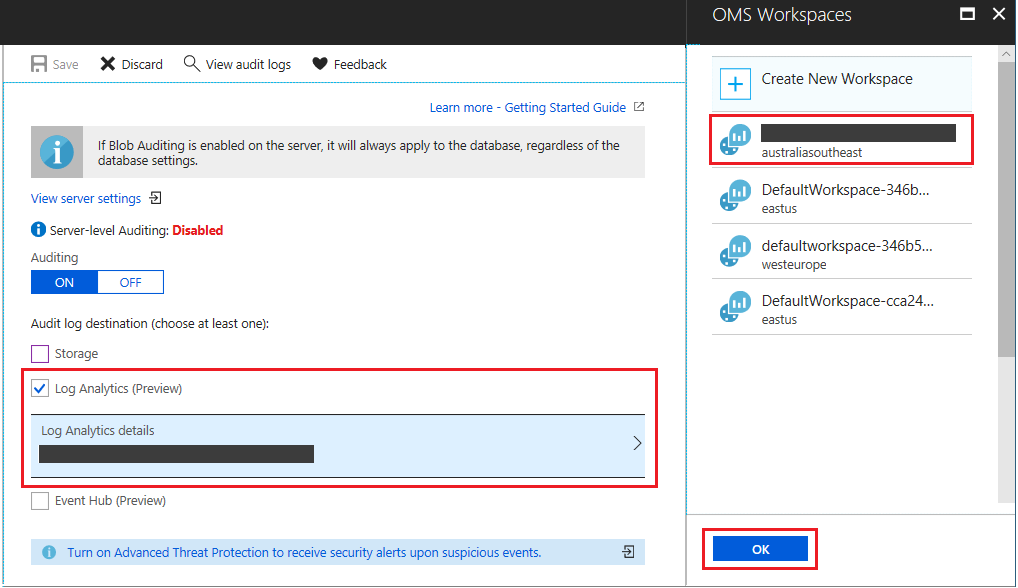 OMS Workspaces
Save
Discard
View audit logs
Feedback
Learn more - Getting Started Guide
If Blob Auditing is enabled on the server, it will always apply to the database, regardless of the
database settings.
View server settings
Server-level Auditing: Disabled
Auditing
ON
OFF
Audit log destination (choose at least one):
Storage
Log Analytics (Preview)
Log Analytics details
Event Hub (Preview)
Turn on Advanced Threat Protection to receive security alerts upon suspicious events.
Create New Workspace
australiasoutheast
DefaultWorkspace-346b...
eastus
defaultworkspace-346b5...
westeurope
DefaultWorkspace-cca24...
eastus
OK